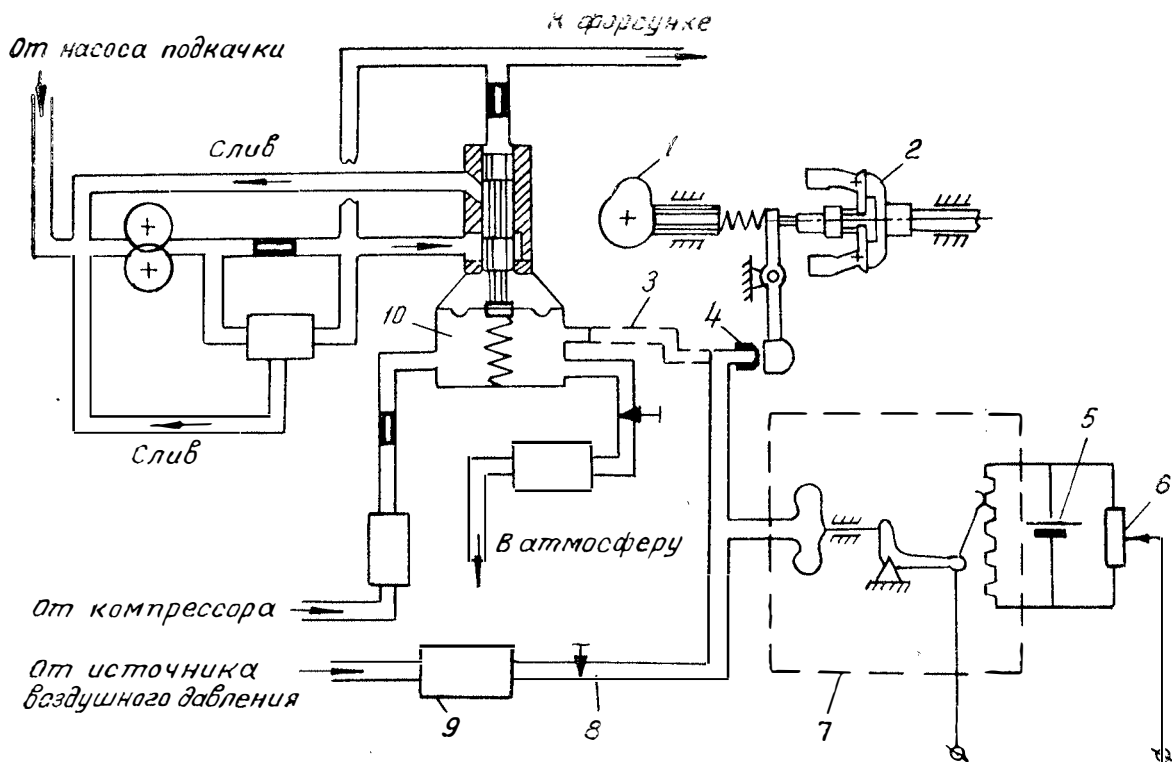 К форсунке
От насоса подкачки
Слив
1
2
3
4
10
5
6
Слив
В атмосферу
От компрессора
От источника
воздушного давления
9
8
7